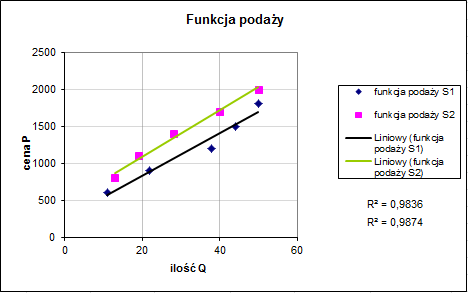 Funkcja podaży
2500
2000
1500
1000
500
0
0
20
40
60
cena P
ilość Q
funkcja podaży S1
funkcja podaży S2
Liniowy (funkcja
podaży S1)
Liniowy (funkcja
podaży S2)
R² = 0,9836
R² = 0,9874